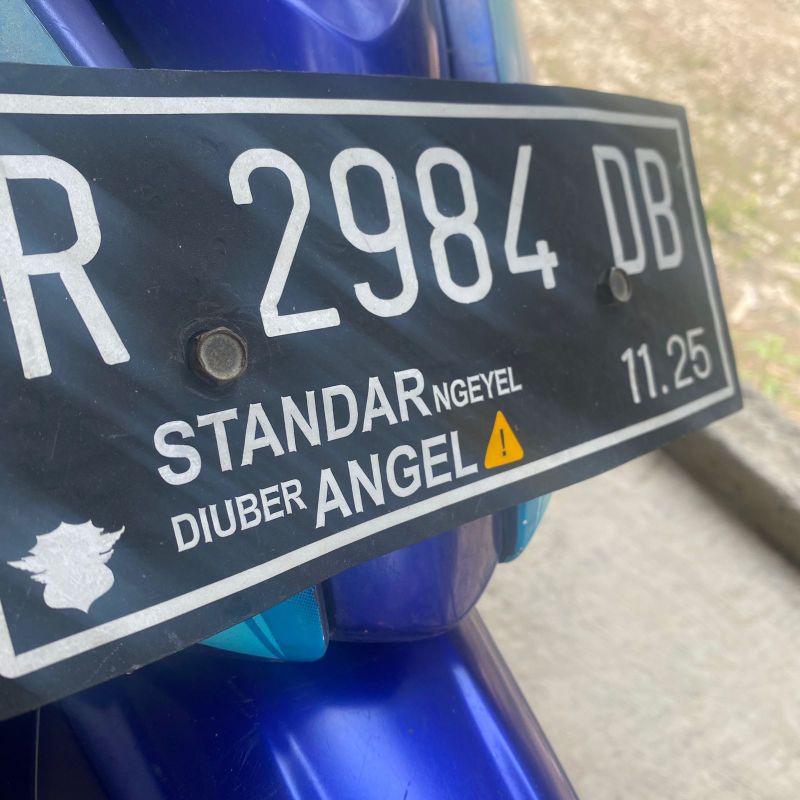 R 2984 DB
11.25
STANDAR NGEYEL
DIUBER ANGEL